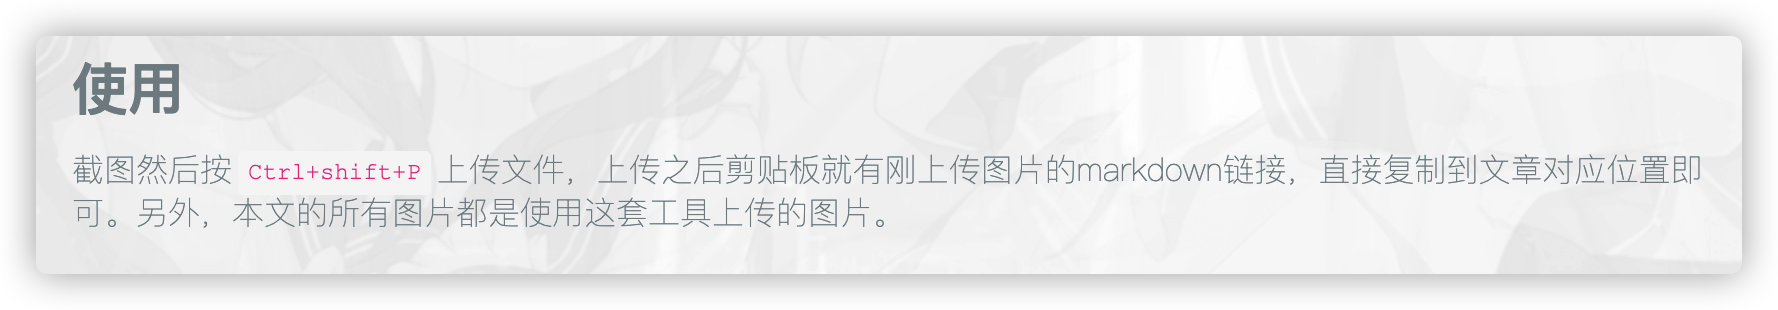 使用
截图然后按 Ctrl+shift+P 上传文件，上传之后剪贴板就有刚上传图片的markdown链接，直接复制到文章对应位置即
可。另外，本文的所有图片都是使用这套工具上传的图片。